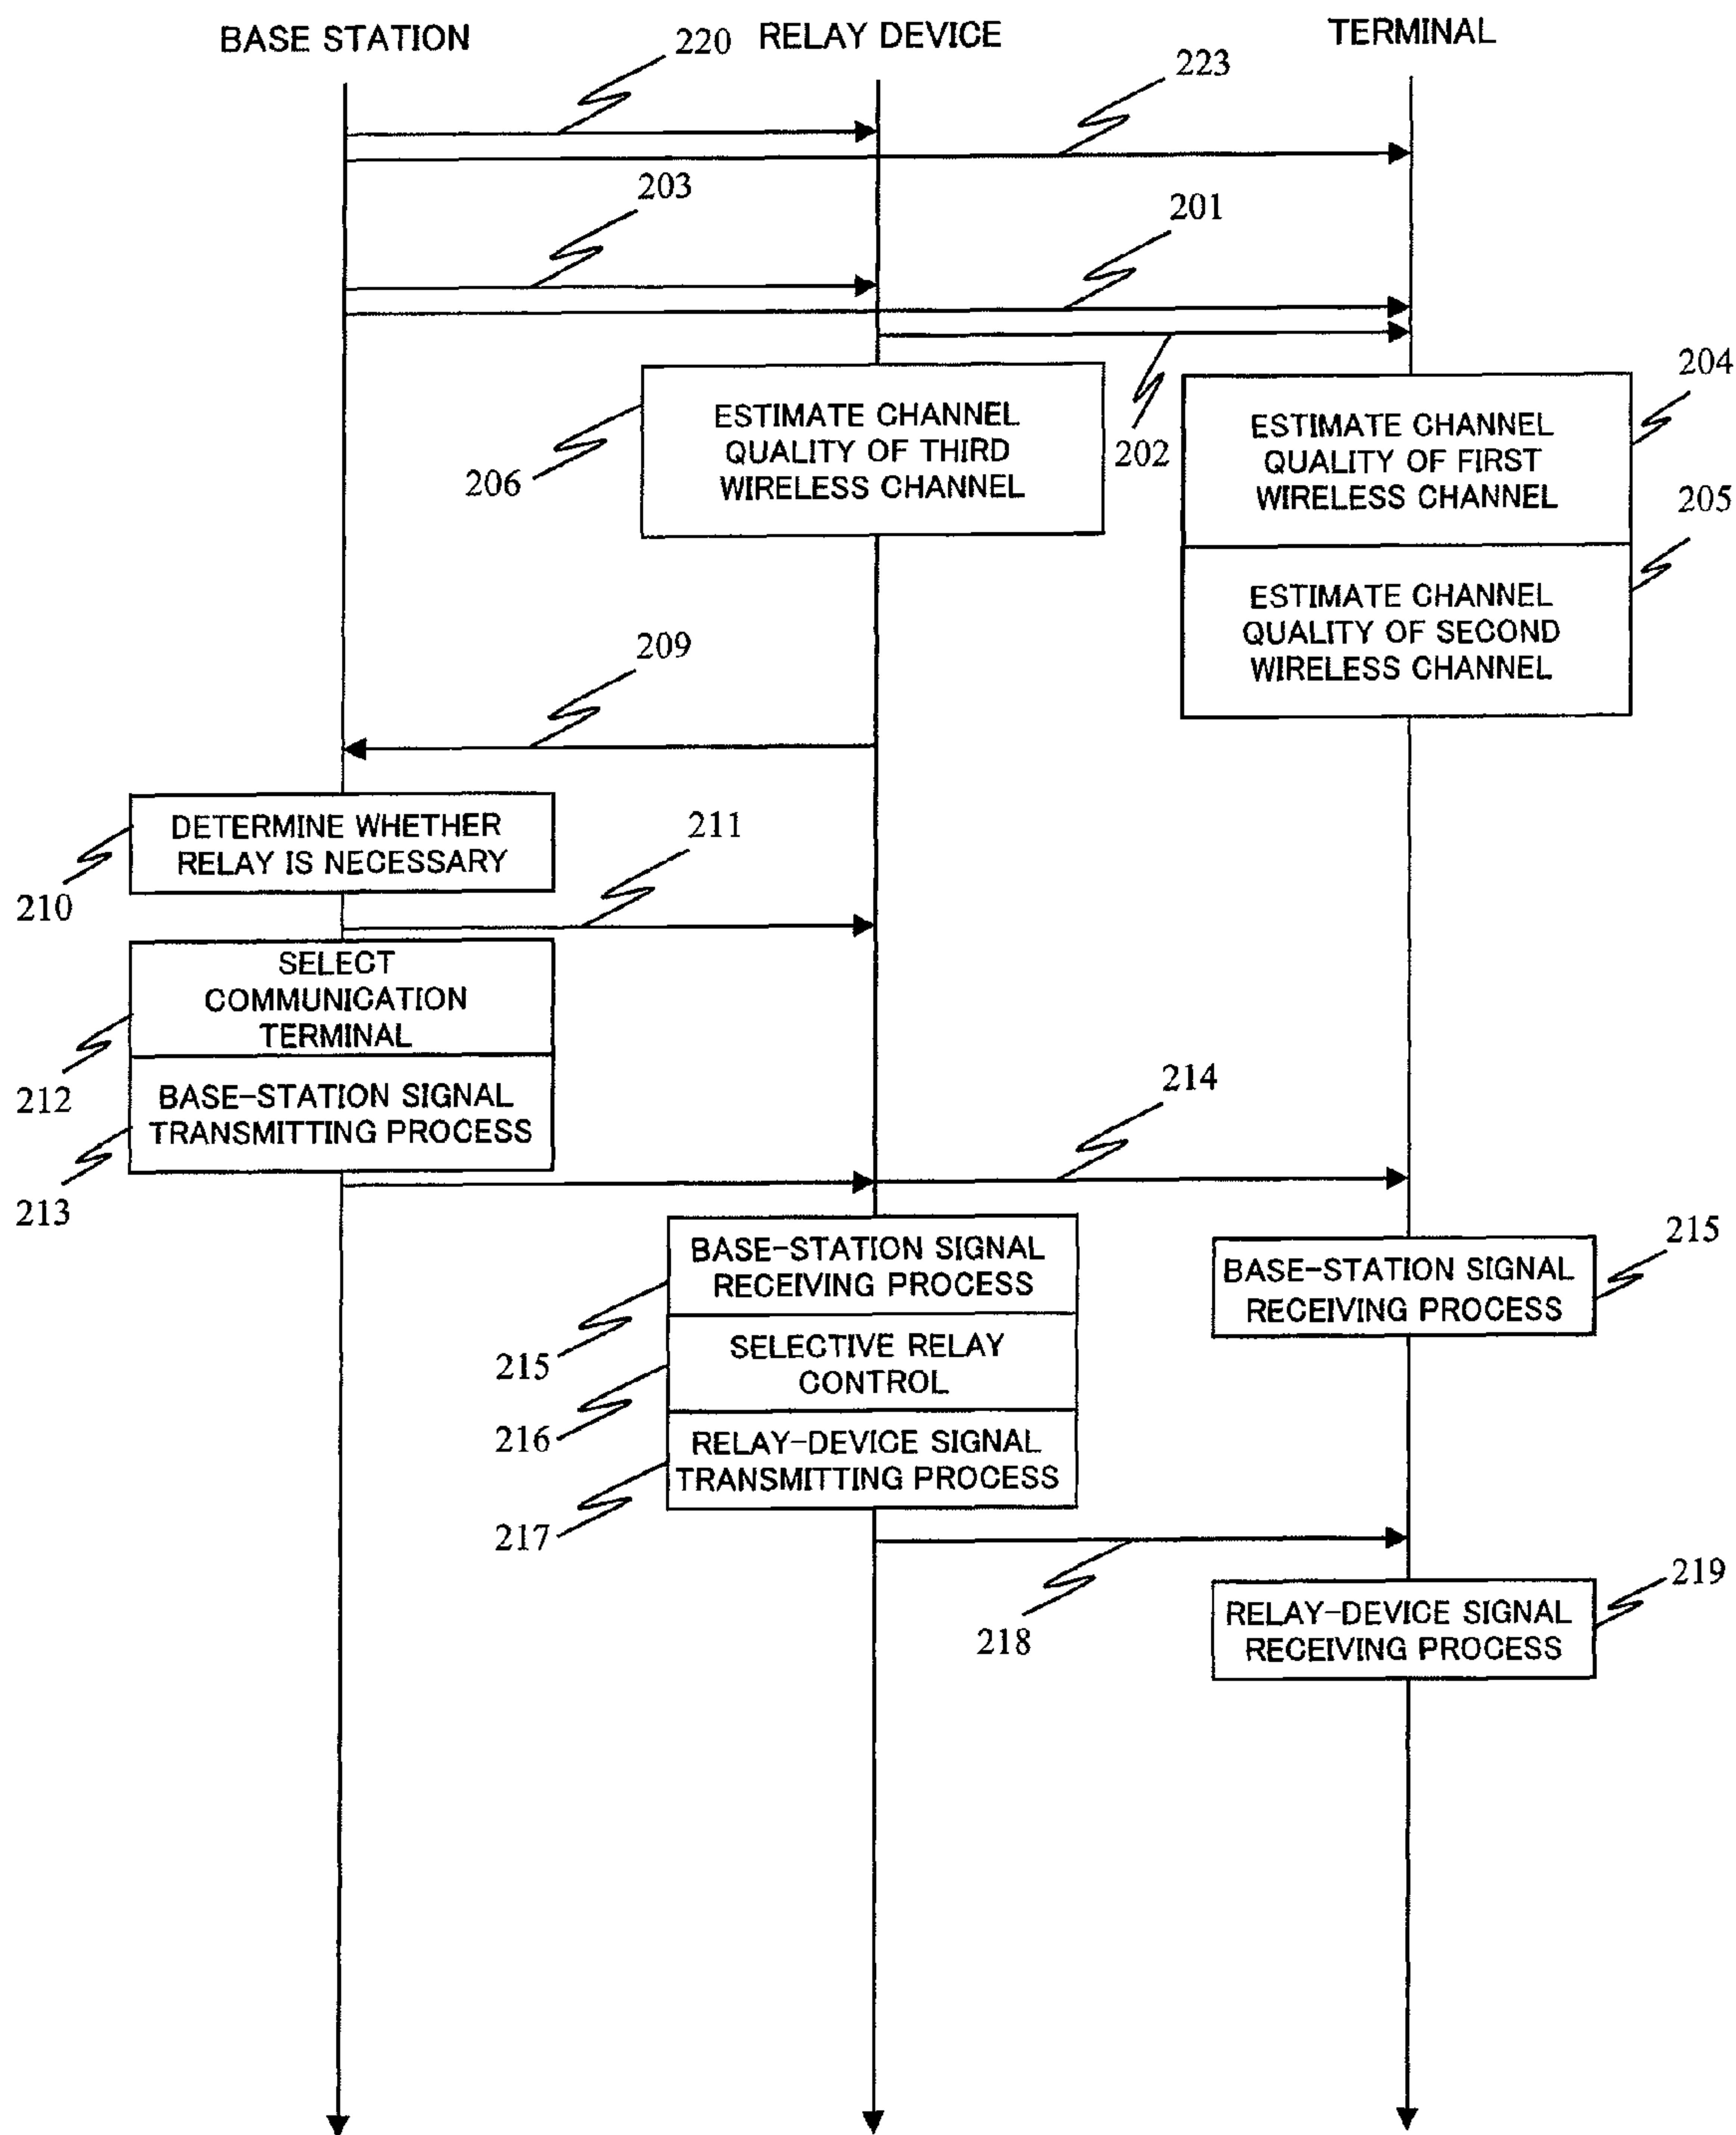 BASE STATION
RELAY DEVICE
TERMINAL
220
223
203
201
202
204
ESTIMATE CHANNEL
QUALITY OF THIRD
WIRELESS CHANNEL
206
ESTIMATE CHANNEL
QUALITY OF FIRST
WIRELESS CHANNEL
205
ESTIMATE CHANNEL
QUALITY OF SECOND
WIRELESS CHANNEL
209
DETERMINE WHETHER
RELAY IS NECESSARY
210
211
SELECT
COMMUNICATION
TERMINAL
212
BASE-STATION SIGNAL
TRANSMITTING PROCESS
213
214
BASE-STATION SIGNAL
RECEIVING PROCESS
215
BASE-STATION SIGNAL
RECEIVING PROCESS
215
SELECTIVE RELAY
CONTROL
216
RELAY-DEVICE SIGNAL
TRANSMITTING PROCESS
217
218
RELAY-DEVICE SIGNAL
RECEIVING PROCESS
219